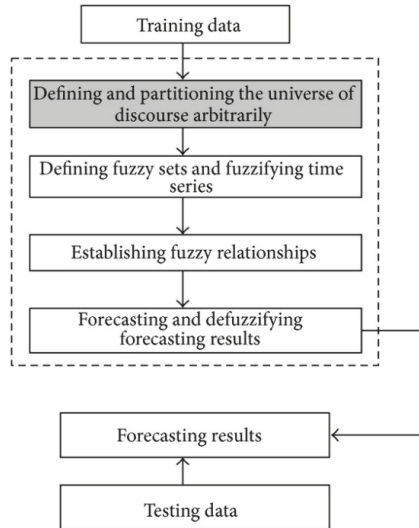 Training data
Defining and partitioning the universe of
discourse arbitrarily
Defining fuzzy sets and fuzzifying time
series
Establishing fuzzy relationships
Forecasting and defuzzifying
forecasting results
Forecasting results
Testing data